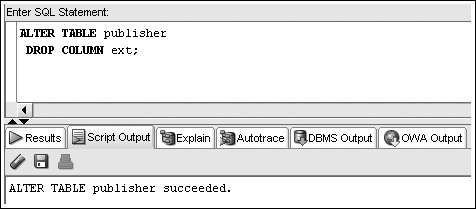 Enter SQL Statement:
ALTER TABLE publisher
DROP COLUMN ext;
Results Script Output Explain Autotrace DBMS Output OWA Output
ALTER TABLE publisher succeeded.